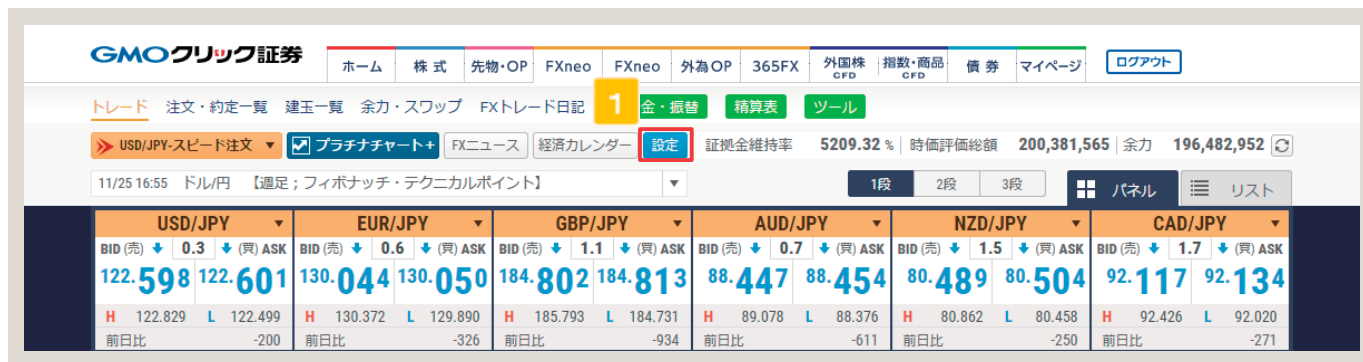 GMOクリック証券
ホーム 株 式 先物・OP FXneo FXneo 外為OP 365FX 外国株 CFD 指数・商品 CFD 債 券 マイページ ログアウト
トレード 注文・約定一覧 建玉一覧 余力・スワップ FXトレード日記 1 金・振替 精算表 ツール
USD/JPY-スピード注文 ▼ プラチナチャート+ FXニュース 経済カレンダー 設定 証拠金維持率 5209.32 % 時価評価総額 200,381,565 余力 196,482,952
11/25 16:55 ドル/円 【週足;フィボナッチ・テクニカルポイント】 ▼ 1段 2段 3段 パネル リスト
USD/JPY ▼ EUR/JPY ▼ GBP/JPY ▼ AUD/JPY ▼ NZD/JPY ▼ CAD/JPY ▼
BID (売) 0.3 (買) ASK BID (売) 0.6 (買) ASK BID (売) 1.1 (買) ASK BID (売) 0.7 (買) ASK BID (売) 1.5 (買) ASK BID (売) 1.7 (買) ASK
122.598 122.601 130.044 130.050 184.802 184.813 88.447 88.454 80.489 80.504 92.117 92.134
H 122.829 L 122.499 H 130.372 L 129.890 H 185.793 L 184.731 H 89.078 L 88.376 H 80.862 L 80.458 H 92.426 L 92.020
前日比 -200 前日比 -326 前日比 -934 前日比 -611 前日比 -250 前日比 -271